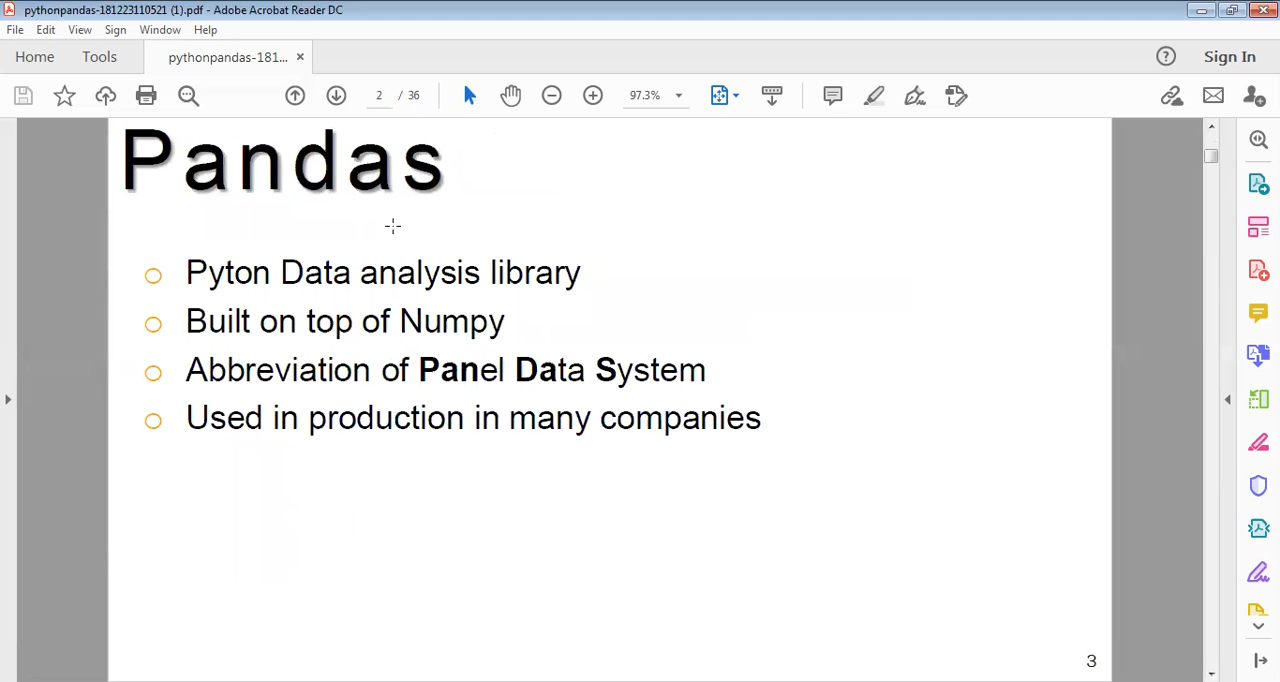 pythonpandas-181223110521 (1).pdf - Adobe Acrobat Reader DC
File Edit View Sign Window Help
Home Tools pythonpandas-181... × Sign In
2 / 36 97.3%
Pandas
Pyton Data analysis library
Built on top of Numpy
Abbreviation of Panel Data System
Used in production in many companies
3